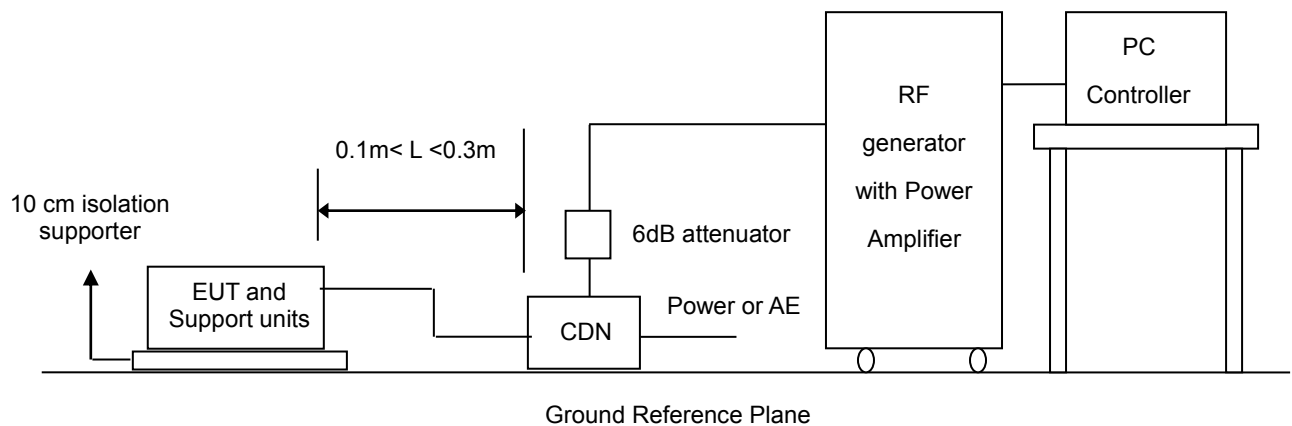 0.1m< L <0.3m
10 cm isolation
supporter
EUT and
Support units
6dB attenuator
CDN
Power or AE
RF
generator
with Power
Amplifier
PC
Controller
Ground Reference Plane